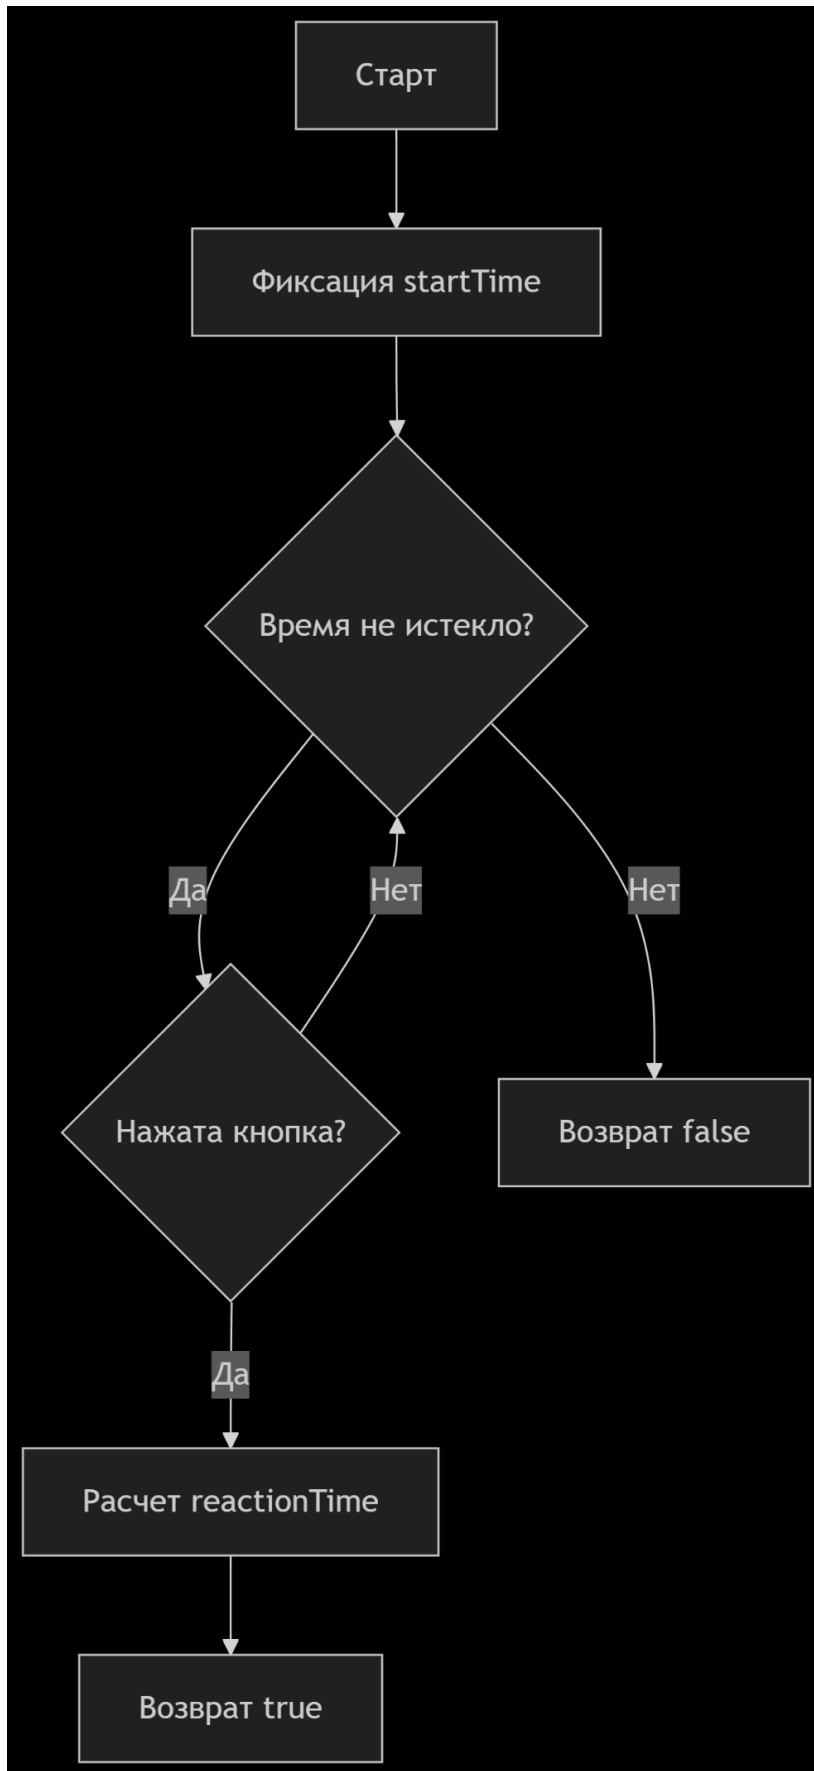 Старт
Фиксация startTime
Время не истекло?
Да
Нет
Нет
Нажата кнопка?
Возврат false
Да
Расчет reactionTime
Возврат true